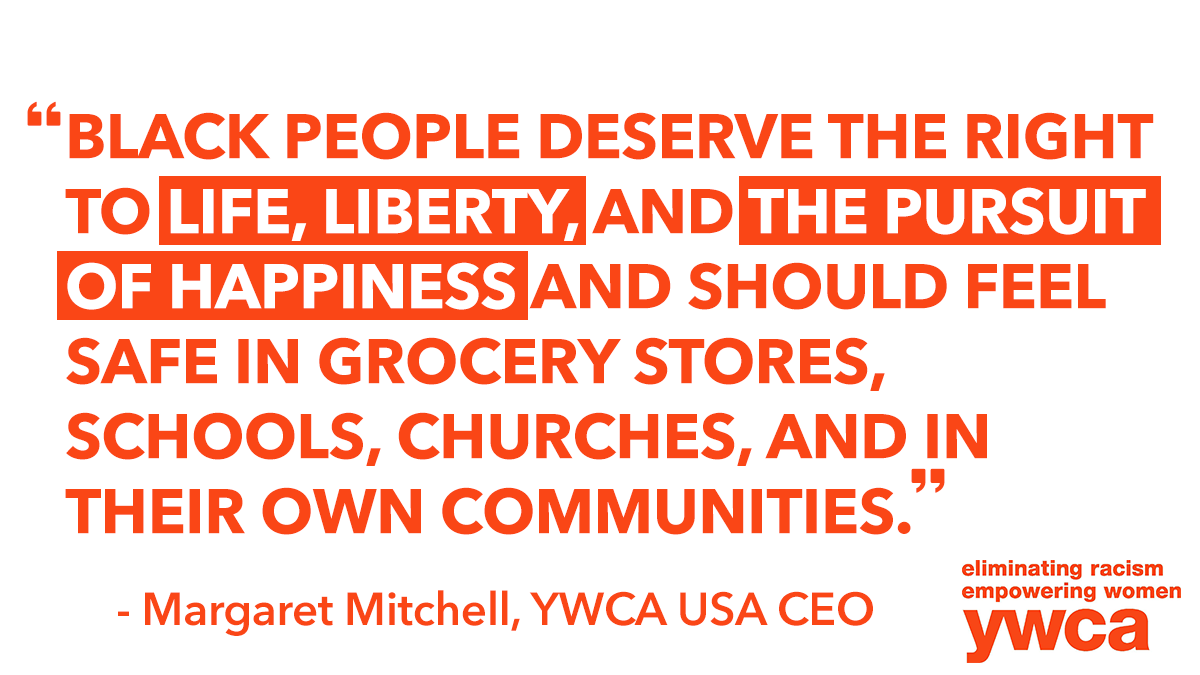 “BLACK PEOPLE DESERVE THE RIGHT
TO LIFE, LIBERTY, AND THE PURSUIT
OF HAPPINESS AND SHOULD FEEL
SAFE IN GROCERY STORES,
SCHOOLS, CHURCHES, AND IN
THEIR OWN COMMUNITIES.”
- Margaret Mitchell, YWCA USA CEO
eliminating racism
empowering women
ywca